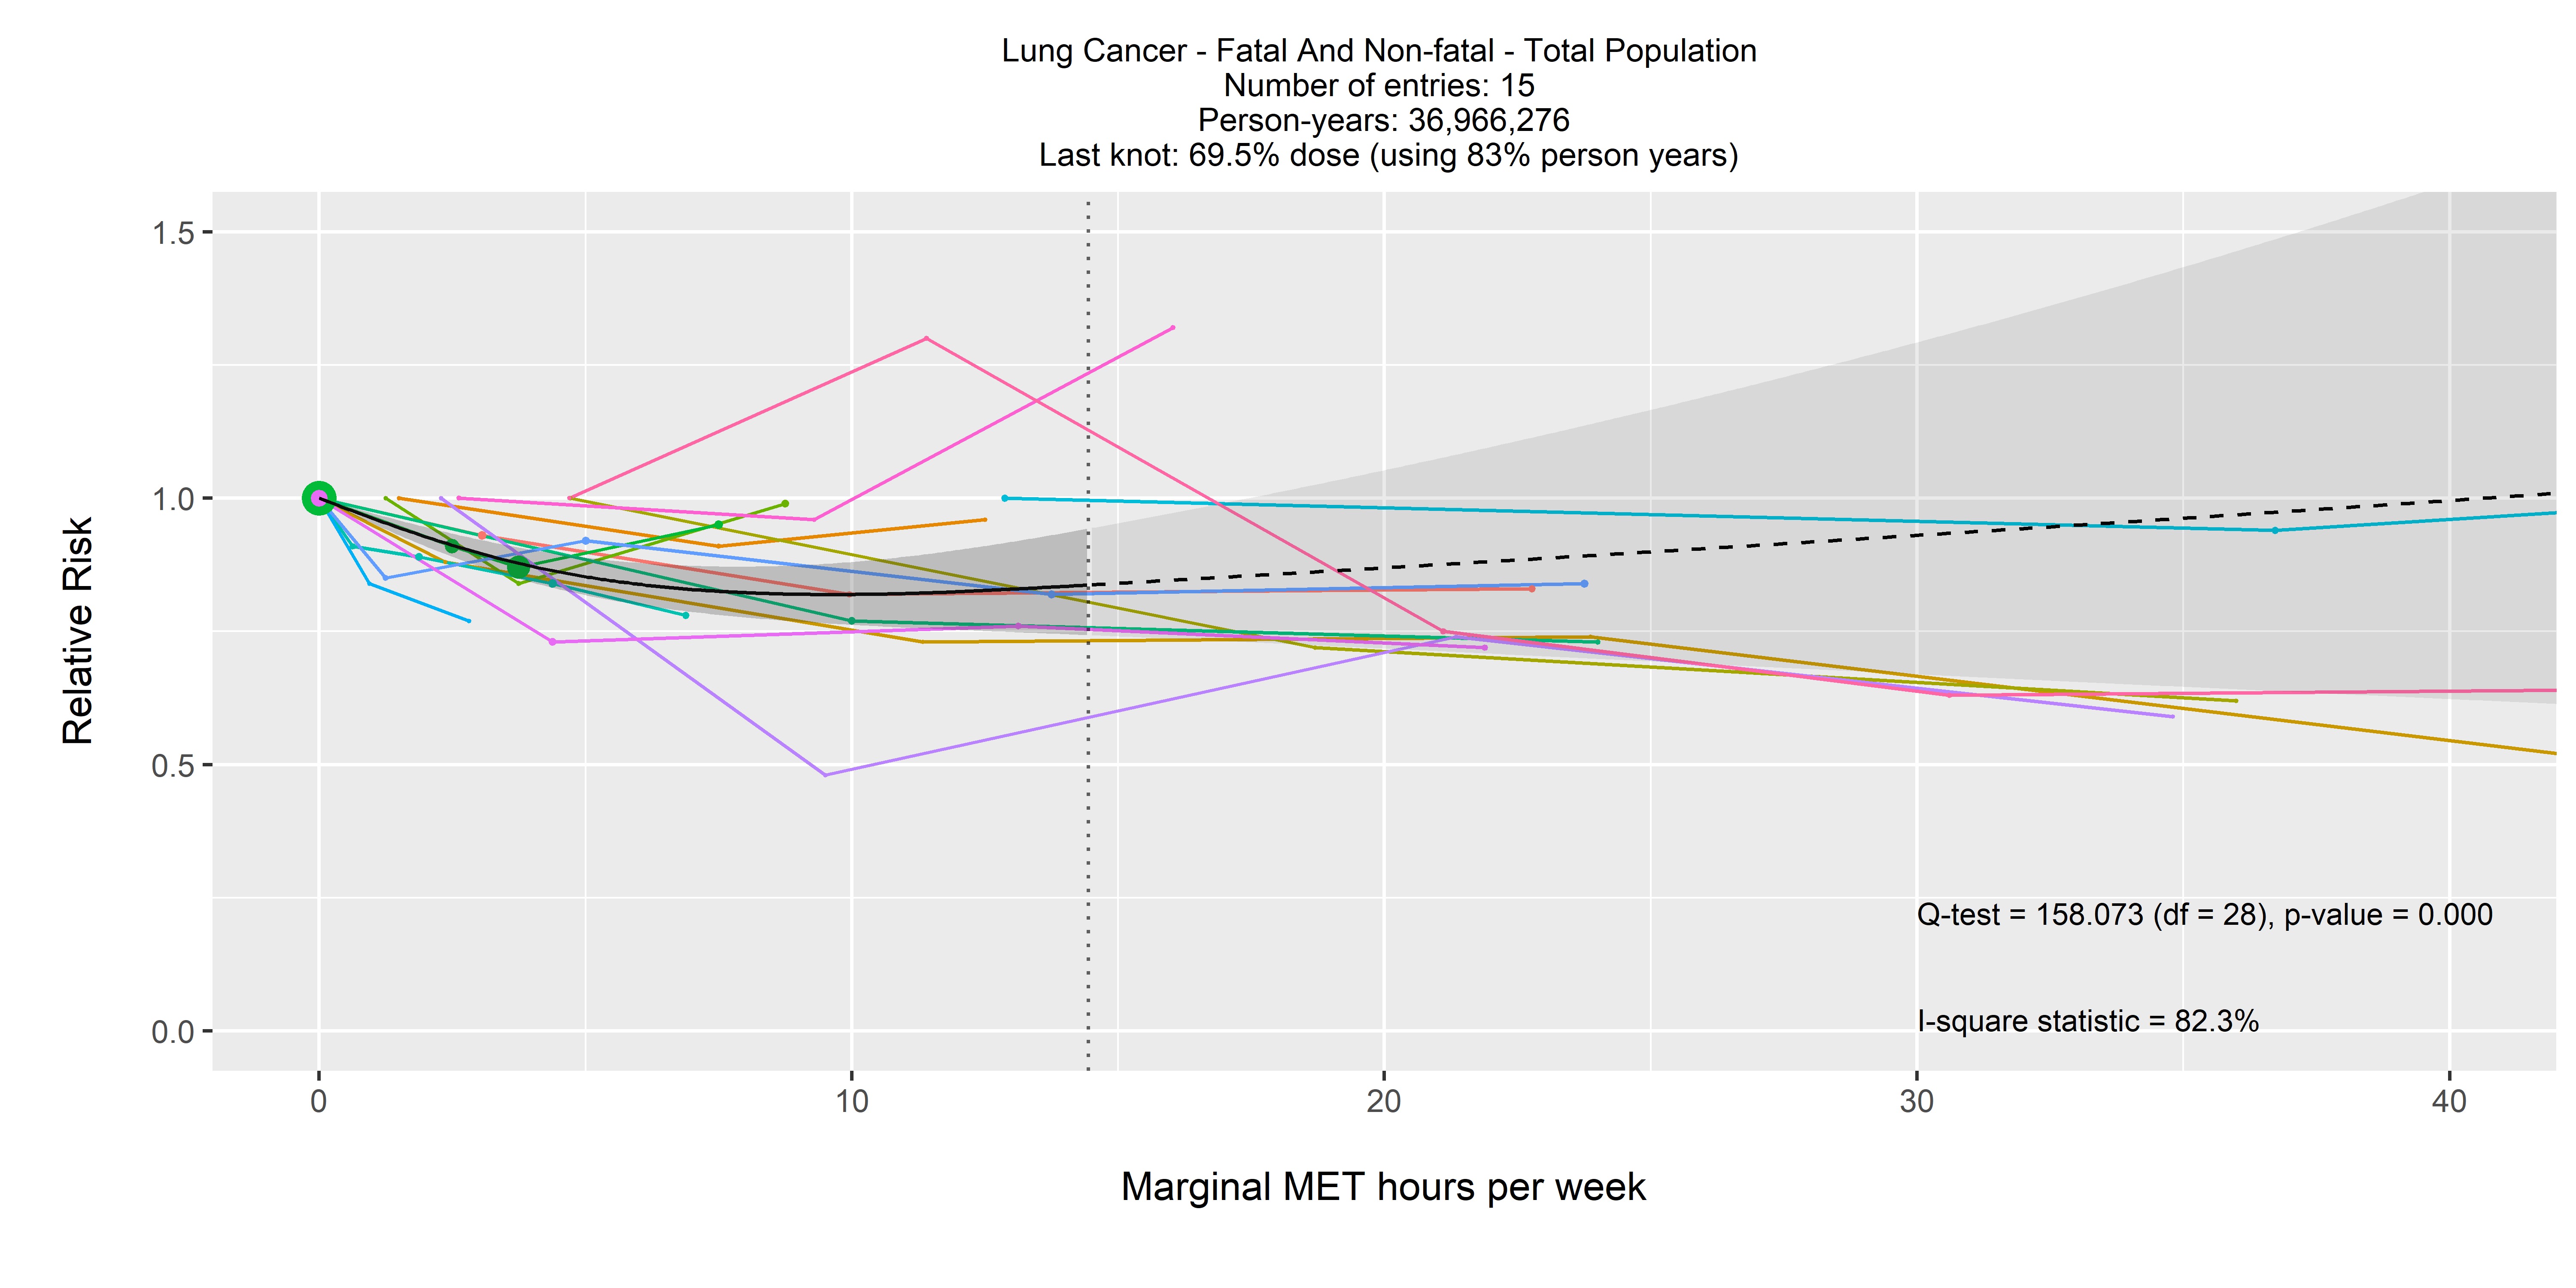 Lung Cancer - Fatal And Non-fatal - Total Population
Number of entries: 15
Person-years: 36,966,276
Last knot: 69.5% dose (using 83% person years)
1.5
1.0
0.5
0.0
Relative Risk
Q-test = 158.073 (df = 28), p-value = 0.000
I-square statistic = 82.3%
0 10 20 30 40
Marginal MET hours per week